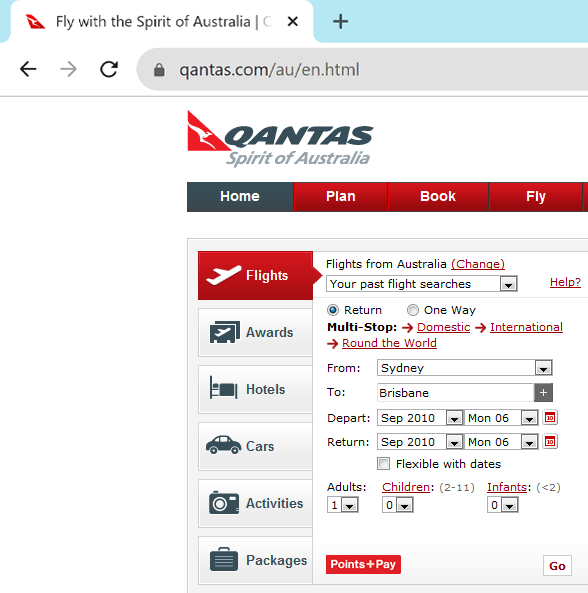 Fly with the Spirit of Australia |
qantas.com/au/en.html
QANTAS
Spirit of Australia
Home Plan Book Fly
Flights from Australia (Change)
Your past flight searches Help?
Return One Way
Multi-Stop: Domestic International
Round the World
From: Sydney
To: Brisbane +
Depart: Sep 2010 Mon 06 10
Return: Sep 2010 Mon 06 10
Flexible with dates
Adults: Children: (2-11) Infants: (<2)
1 0 0
Points+Pay Go
Flights
Awards
Hotels
Cars
Activities
Packages